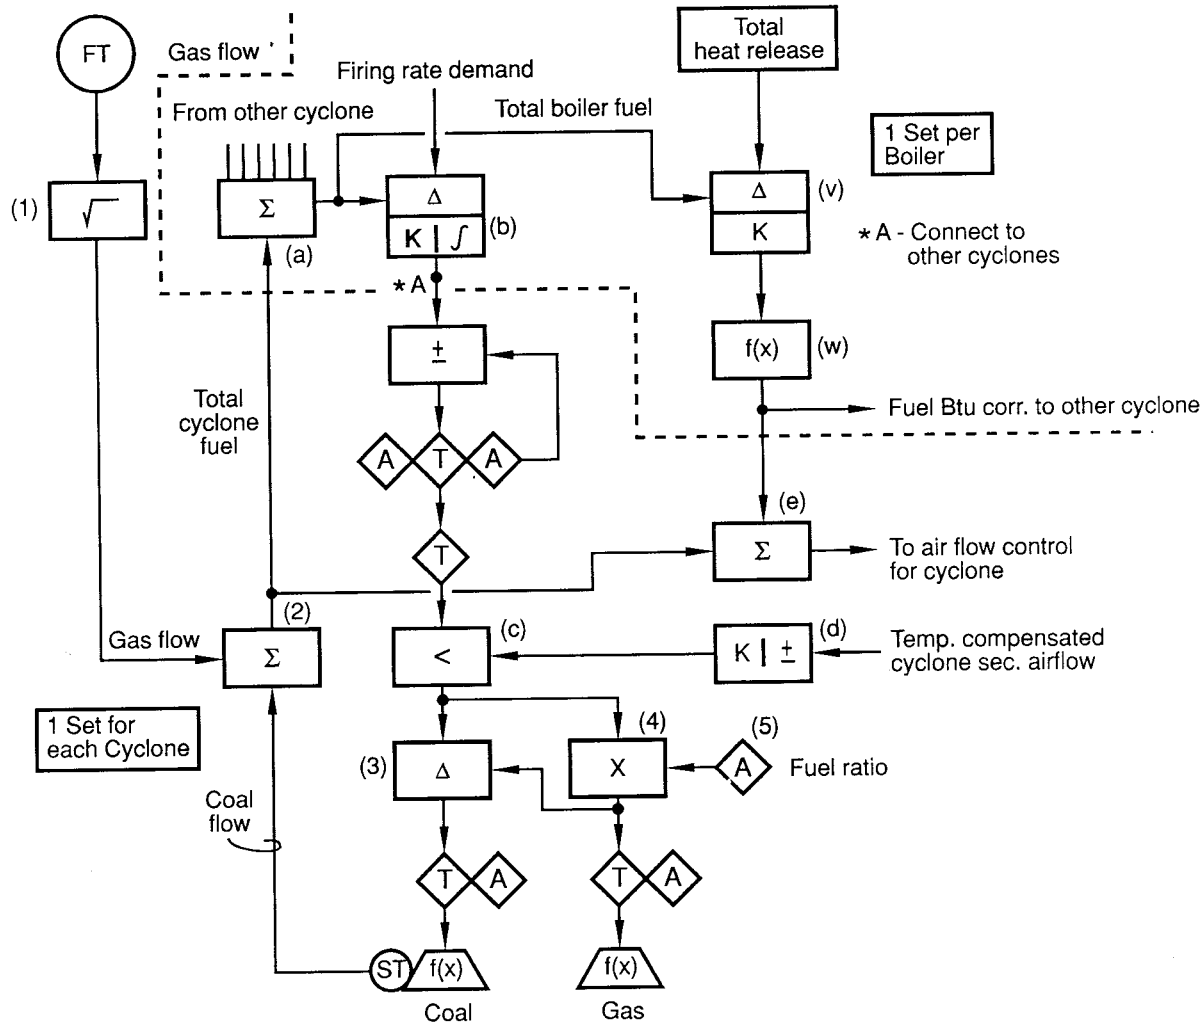 FT
Gas flow
Firing rate demand
Total
heat release
From other cyclone
Total boiler fuel
1 Set per
Boiler
(1)
√
Σ
(a)
Δ
K | ∫
(b)
Δ
K
(v)
* A - Connect to
other cyclones
* A
±
f(x)
(w)
Total
cyclone
fuel
Fuel Btu corr. to other cyclone
A
T
A
T
(e)
Σ
To air flow control
for cyclone
(2)
Gas flow
Σ
(c)
<
K | ±
(d)
Temp. compensated
cyclone sec. airflow
1 Set for
each Cyclone
(3)
Δ
(4)
X
(5)
A
Fuel ratio
Coal
flow
T
A
T
A
ST
f(x)
f(x)
Coal
Gas